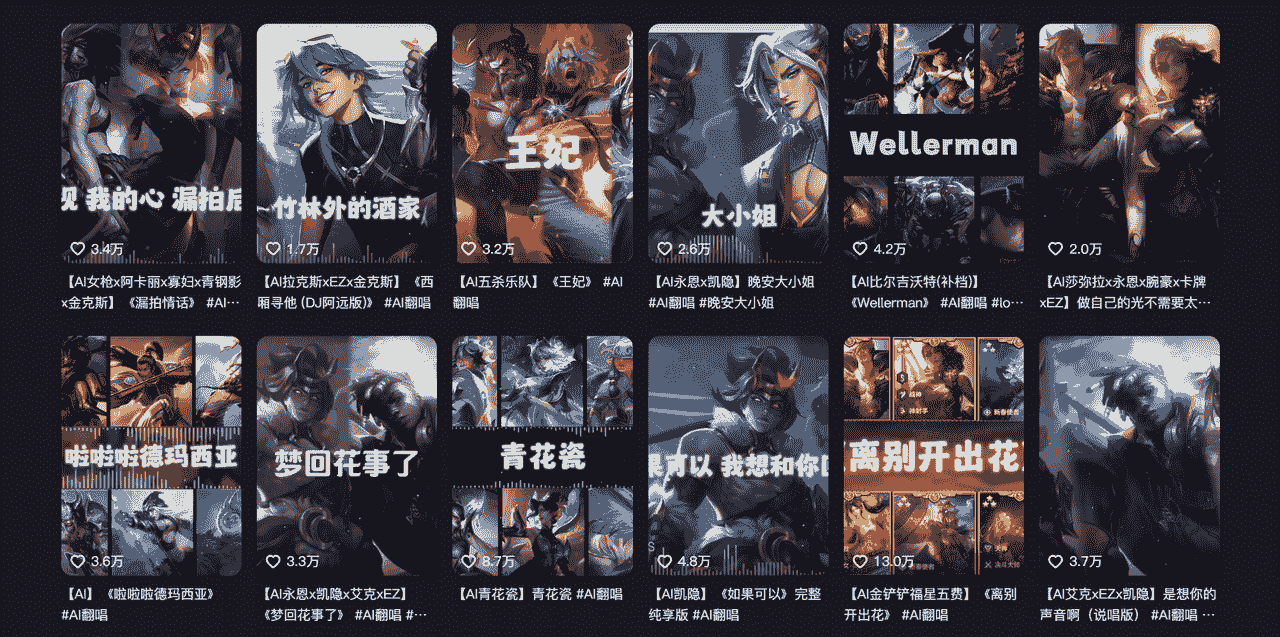 观 我的心 漏拍后
竹林外的酒家
王妃
大小姐
Wellerman
3.4万
1.7万
3.2万
2.6万
4.2万
2.0万
【AI女枪x阿卡丽x寡妇x青钢影
x金克斯】《漏拍情话》 #AI…
【AI拉克斯xEZx金克斯】《西
厢寻他 (DJ阿远版)》 #AI翻唱
【AI五杀乐队】《王妃》 #AI
翻唱
【AI永恩x凯隐】晚安大小姐
#AI翻唱 #晚安大小姐
【AI比尔吉沃特(补档)】
《Wellerman》 #AI翻唱 #lo…
【AI莎弥拉x永恩x腕豪x卡牌
xEZ】做自己的光不需要太…
啦啦啦德玛西亚
梦回花事了
青花瓷
果可以 我想和你回
离别开出花
3.6万
3.3万
8.7万
4.8万
13.0万
3.7万
【AI】《啦啦啦德玛西亚》
#AI翻唱
【AI永恩x凯隐x艾克xEZ】
《梦回花事了》 #AI翻唱 #…
【AI青花瓷】青花瓷 #AI翻唱
【AI凯隐】《如果可以》完整
纯享版 #AI翻唱
【AI金铲铲福星五费】《离别
开出花》 #AI翻唱
【AI艾克xEZx凯隐】是想你的
声音啊（说唱版） #AI翻唱 …